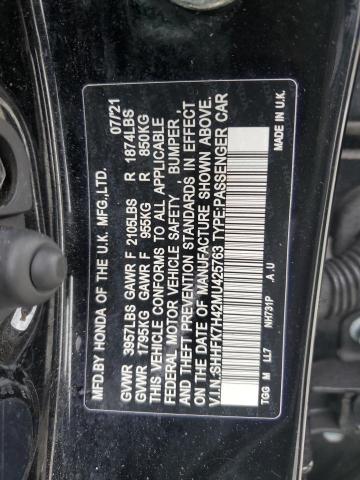 MFD.BY HONDA OF THE U.K. MFG.,LTD. 07/21
GVWR 3957LBS GAWR F 2105LBS R 1874LBS
GVWR 1795KG GAWR F 955KG R 850KG
THIS VEHICLE CONFORMS TO ALL APPLICABLE
FEDERAL MOTOR VEHICLE SAFETY , BUMPER ,
AND THEFT PREVENTION STANDARDS IN EFFECT
ON THE DATE OF MANUFACTURE SHOWN ABOVE.
V.I.N.:SHHFK7H42MU425763 TYPE:PASSENGER CAR
NH731P A U MADE IN U.K.
TGG M LL7